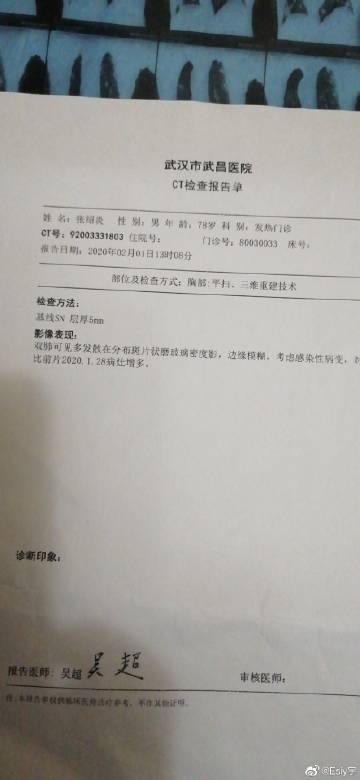 武汉市武昌医院
CT检查报告单
姓 名: 张绍炎 性 别: 男 年 龄: 78岁 科 别: 发热门诊
CT号: 92003331803 住院号: 门诊号: 80030033 床号:
报告日期: 2020年02月01日13时08分
部位及检查方式: 胸部:平扫、三维重建技术
检查方法:
基线SN 层厚5mm
影像表现:
双肺可见多发散在分布斑片状磨玻璃密度影, 边缘模糊, 考虑感染性病变, 对
比前片2020.1.28病灶增多。
诊断印象:
报告医师: 吴超 吴超 审核医师:
注:本报告单仅供临床医师诊疗参考, 不作其他证明。
@Esly宇